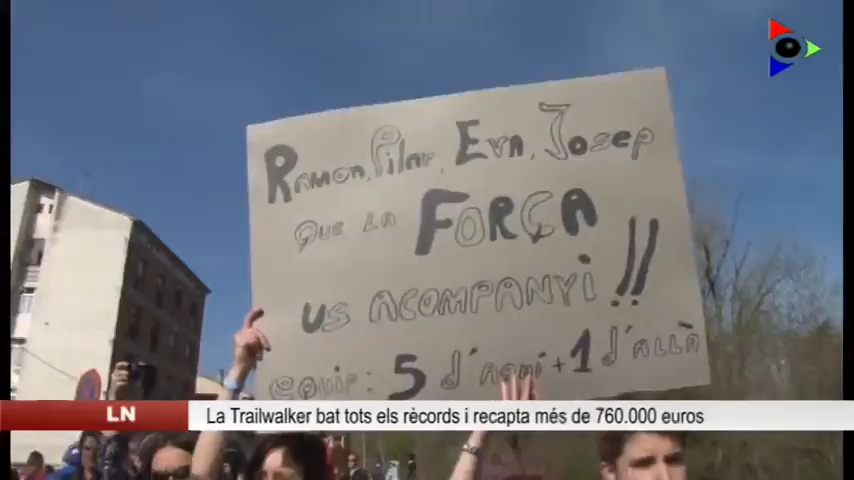 Ramon, Pilar, Eva, Josep
que la FORÇA
us acompanyi!!
equip: 5 d'aquí + 1 d'allà
LN La Trailwalker bat tots els rècords i recapta més de 760.000 euros